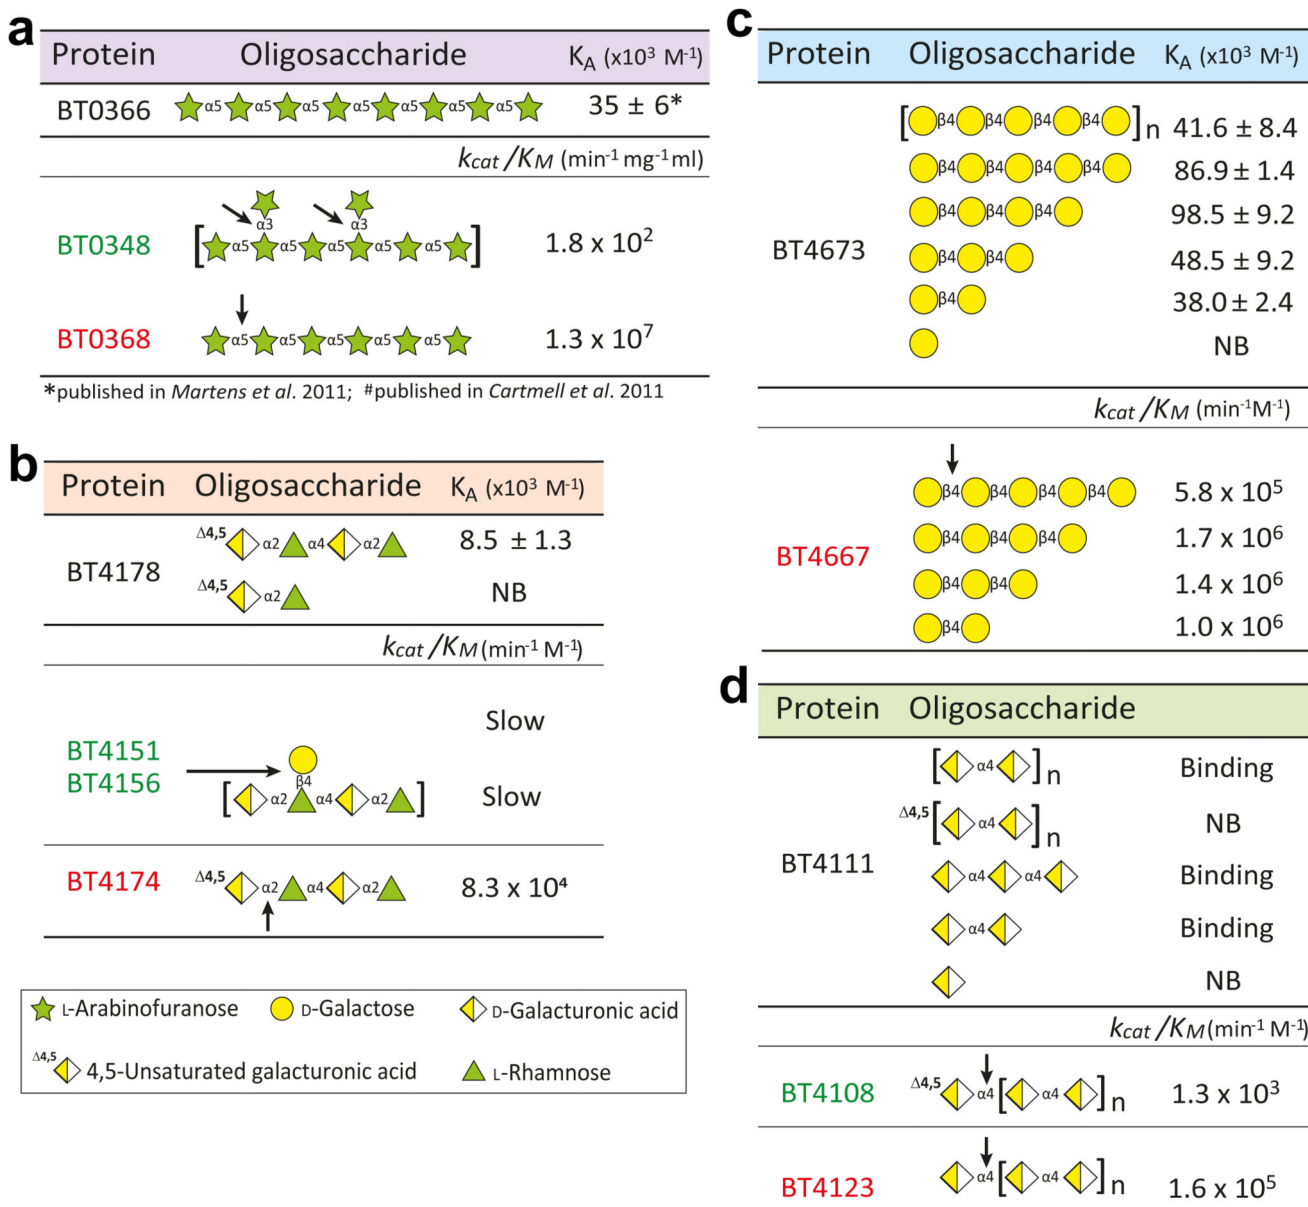 a
Protein Oligosaccharide K_A (x10³ M⁻¹)
BT0366 α5 α5 α5 α5 α5 α5 α5 35 ± 6*
k_cat/K_M (min⁻¹ mg⁻¹ml)
α3 α3
BT0348 [ α5 α5 α5 α5 α5 ] 1.8 x 10²
BT0368 α5 α5 α5 α5 α5 1.3 x 10⁷
*published in Martens et al. 2011; #published in Cartmell et al. 2011
b
Protein Oligosaccharide K_A (x10³ M⁻¹)
BT4178
Δ4,5 α2 α4 α2 8.5 ± 1.3
Δ4,5 α2 NB
k_cat/K_M (min⁻¹ M⁻¹)
Slow
BT4151
BT4156
β4
[ α2 α4 α2 ] Slow
BT4174 Δ4,5 α2 α4 α2 8.3 x 10⁴
L-Arabinofuranose D-Galactose D-Galacturonic acid
Δ4,5 4,5-Unsaturated galacturonic acid L-Rhamnose
c
Protein Oligosaccharide K_A (x10³ M⁻¹)
[ β4 β4 β4 β4 ]n 41.6 ± 8.4
β4 β4 β4 β4 86.9 ± 1.4
β4 β4 β4 98.5 ± 9.2
BT4673
β4 β4 48.5 ± 9.2
β4 38.0 ± 2.4
NB
k_cat/K_M (min⁻¹M⁻¹)
β4 β4 β4 β4 5.8 x 10⁵
β4 β4 β4 1.7 x 10⁶
BT4667
β4 β4 1.4 x 10⁶
β4 1.0 x 10⁶
d
Protein Oligosaccharide
[ α4 ]n Binding
Δ4,5 [ α4 ]n NB
BT4111
α4 α4 Binding
α4 Binding
NB
k_cat/K_M (min⁻¹ M⁻¹)
BT4108 Δ4,5 α4 [ α4 ]n 1.3 x 10³
BT4123 α4 [ α4 ]n 1.6 x 10⁵